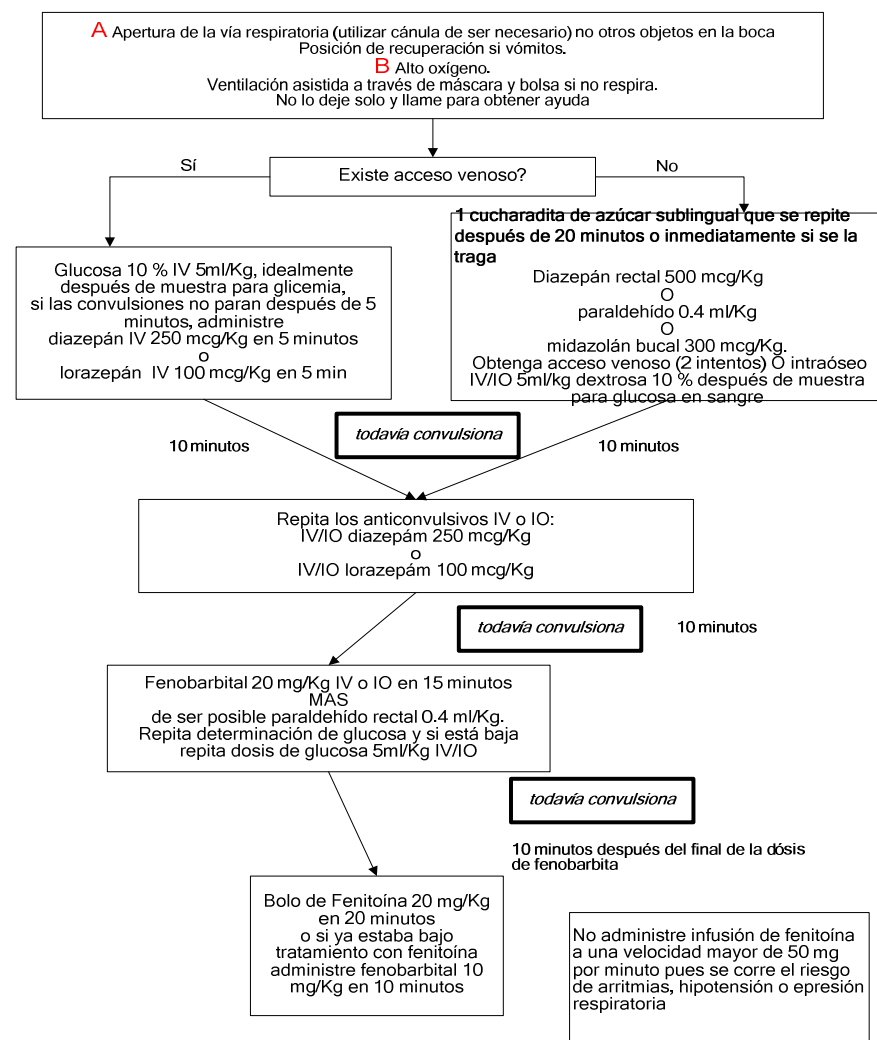 A Apertura de la vía respiratoria (utilizar cánula de ser necesario) no otros objetos en la boca
Posición de recuperación si vómitos.
B Alto oxígeno.
Ventilación asistida a través de máscara y bolsa si no respira.
No lo deje solo y llame para obtener ayuda
Existe acceso venoso?
Sí
No
Glucosa 10 % IV 5ml/Kg, idealmente
después de muestra para glicemia,
si las convulsiones no paran después de 5
minutos, administre
diazepán IV 250 mcg/Kg en 5 minutos
o
lorazepán IV 100 mcg/Kg en 5 min
1 cucharadita de azúcar sublingual que se repite
después de 20 minutos o inmediatamente si se la
traga
Diazepán rectal 500 mcg/Kg
O
paraldehído 0.4 ml/Kg
O
midazolán bucal 300 mcg/Kg.
Obtenga acceso venoso (2 intentos) O intraóseo
IV/IO 5ml/kg dextrosa 10 % después de muestra
para glucosa en sangre
10 minutos
todavía convulsiona
10 minutos
Repita los anticonvulsivos IV o IO:
IV/IO diazepám 250 mcg/Kg
o
IV/IO lorazepám 100 mcg/Kg
todavía convulsiona
10 minutos
Fenobarbital 20 mg/Kg IV o IO en 15 minutos
MAS
de ser posible paraldehído rectal 0.4 ml/Kg.
Repita determinación de glucosa y si está baja
repita dosis de glucosa 5ml/Kg IV/IO
todavía convulsiona
10 minutos después del final de la dósis
de fenobarbita
Bolo de Fenitoína 20 mg/Kg
en 20 minutos
o si ya estaba bajo
tratamiento con fenitoína
administre fenobarbital 10
mg/Kg en 10 minutos
No administre infusión de fenitoína
a una velocidad mayor de 50 mg
por minuto pues se corre el riesgo
de arritmias, hipotensión o epresión
respiratoria